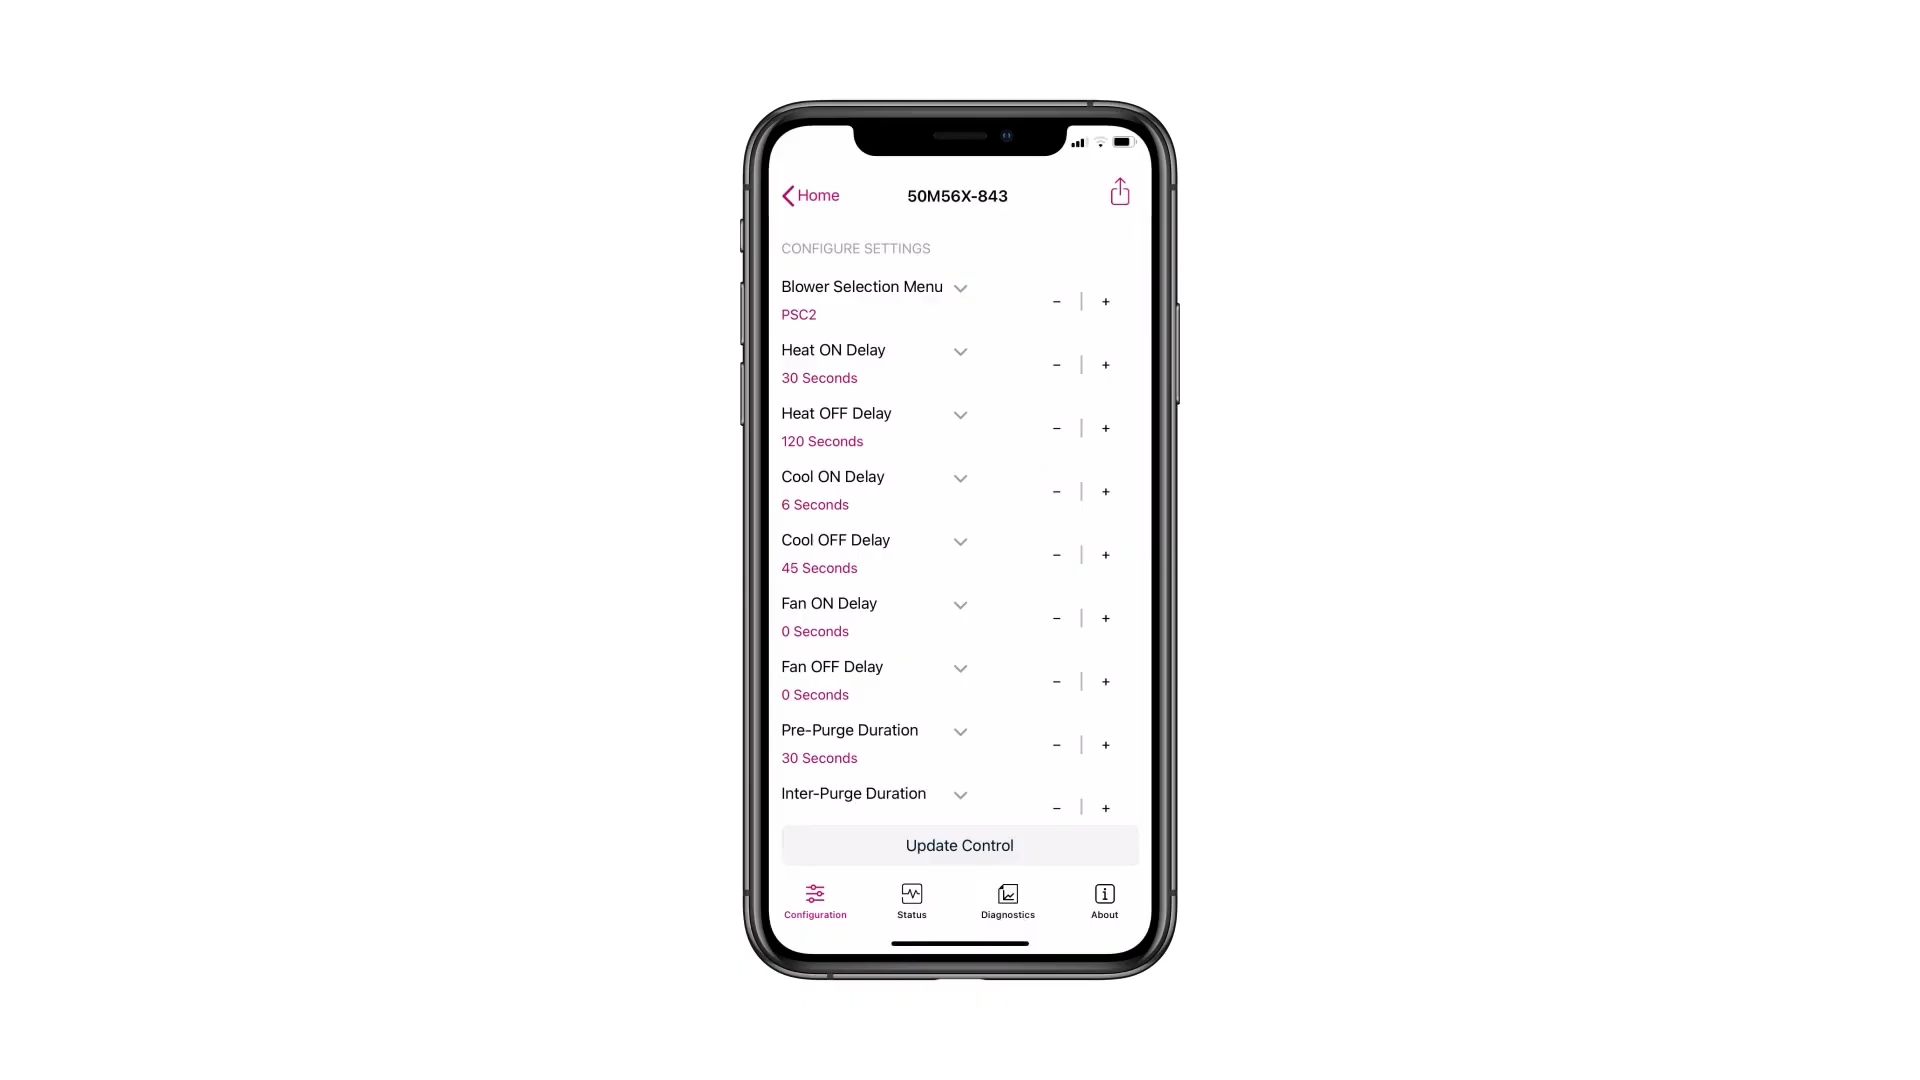 Home
50M56X-843
CONFIGURE SETTINGS
Blower Selection Menu
PSC2
Heat ON Delay
30 Seconds
Heat OFF Delay
120 Seconds
Cool ON Delay
6 Seconds
Cool OFF Delay
45 Seconds
Fan ON Delay
0 Seconds
Fan OFF Delay
0 Seconds
Pre-Purge Duration
30 Seconds
Inter-Purge Duration
Update Control
Configuration
Status
Diagnostics
About